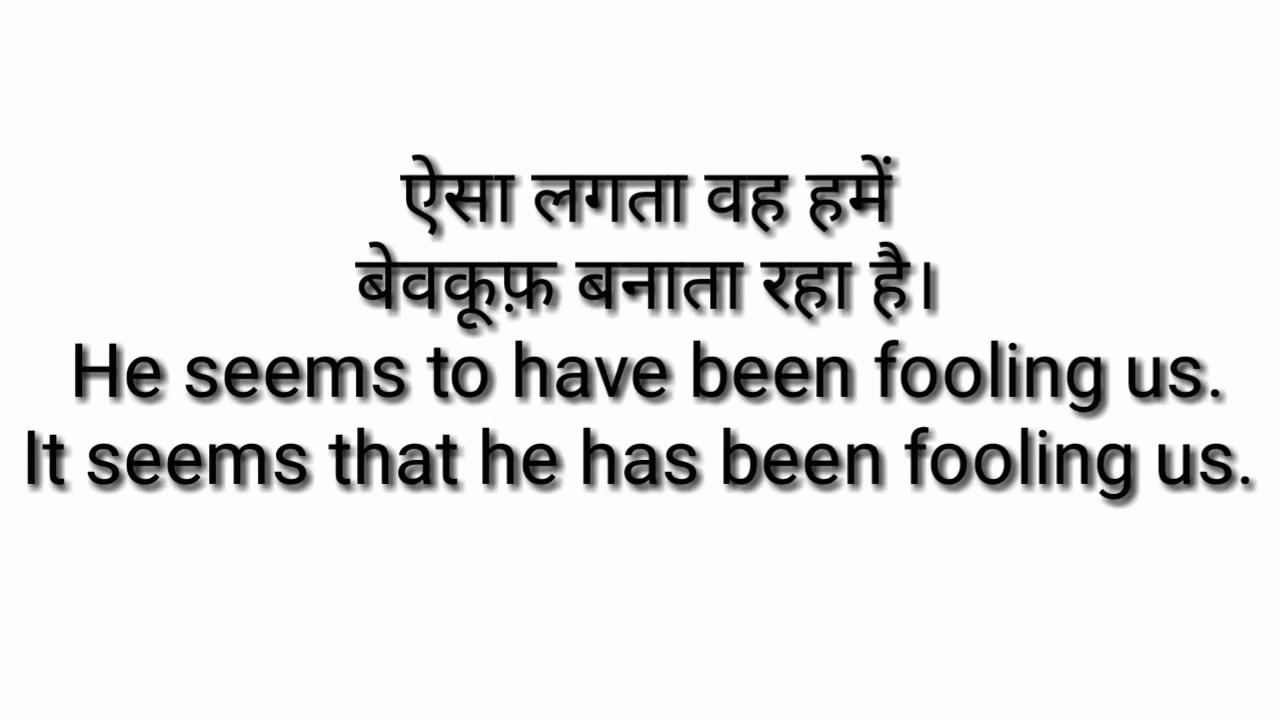 ऐसा लगता वह हमें
बेवकूफ़ बनाता रहा है।
He seems to have been fooling us.
It seems that he has been fooling us.